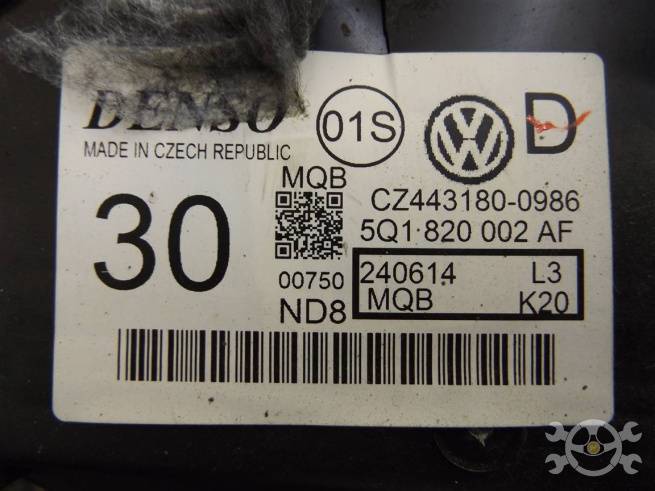 DENSO 01S D
MADE IN CZECH REPUBLIC
30 MQB CZ443180-0986
5Q1 820 002 AF
00750 240614 L3
ND8 MQB K20